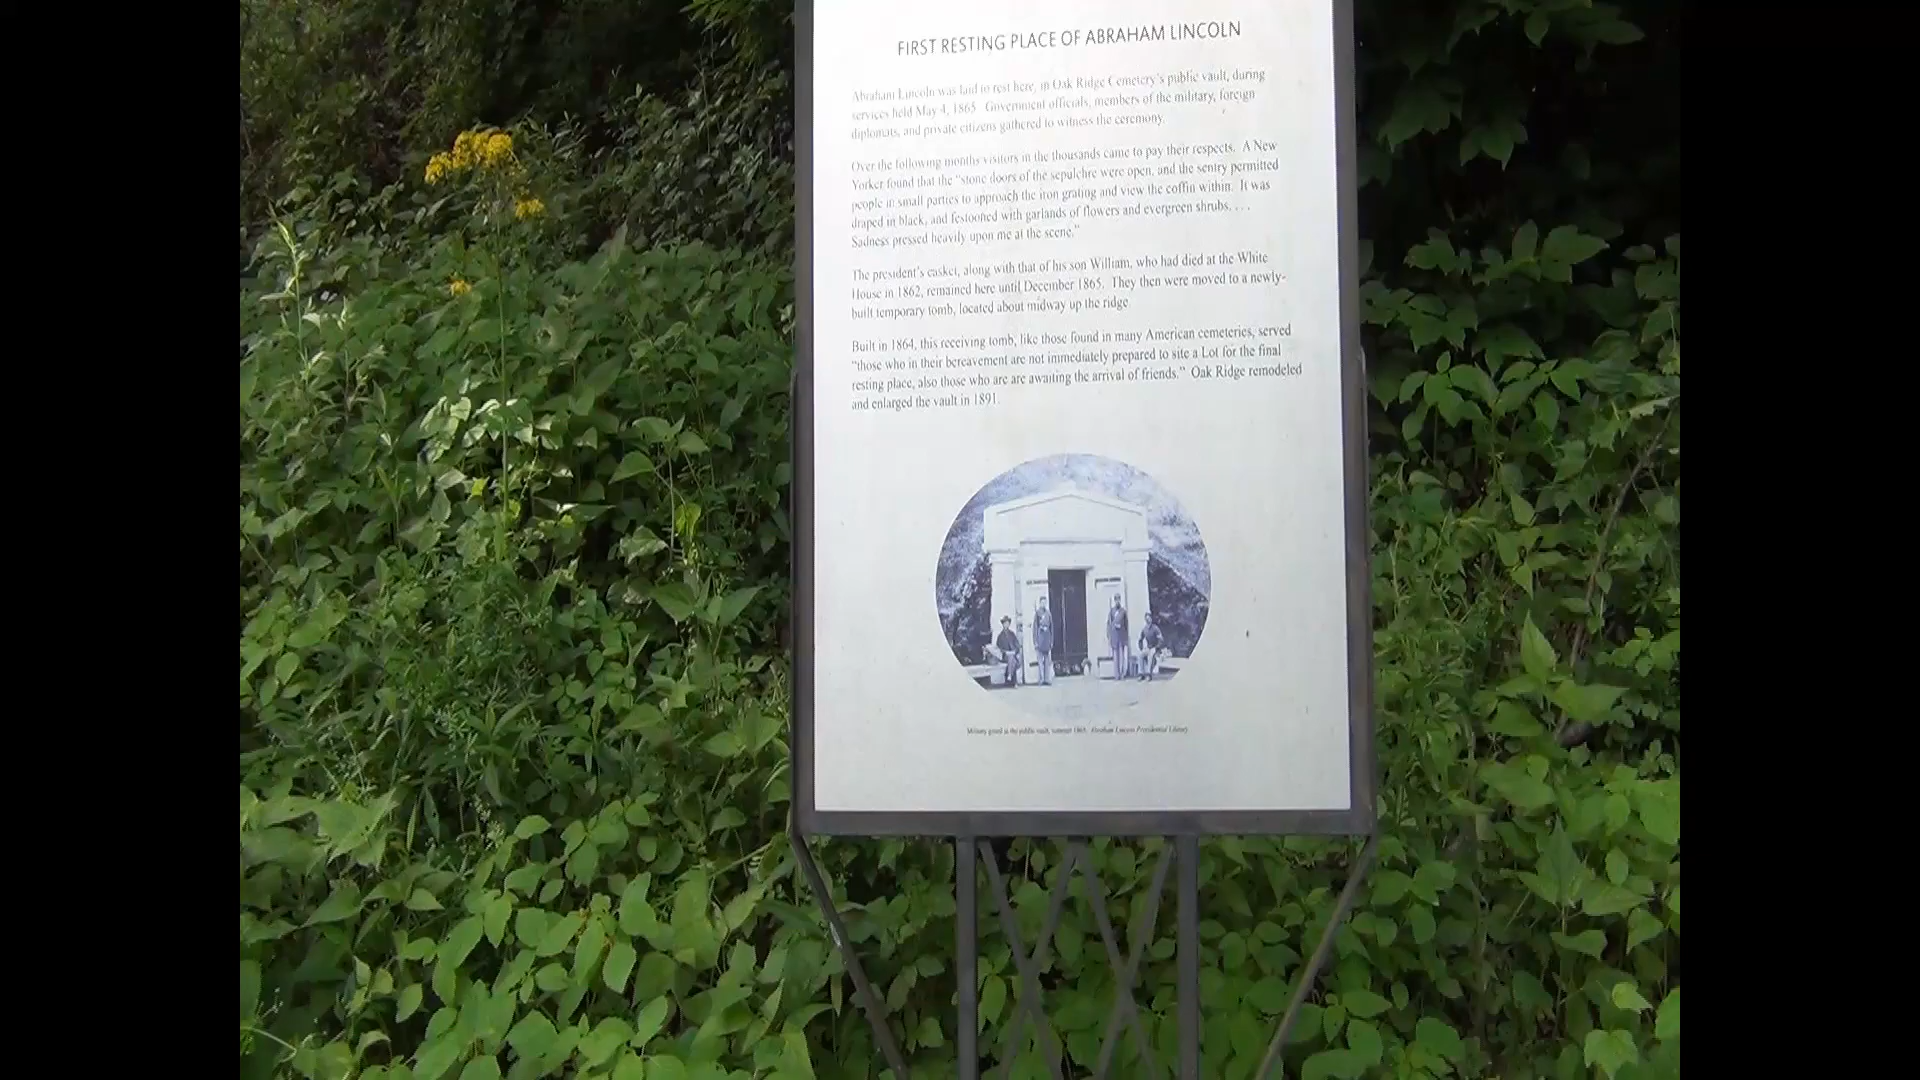 FIRST RESTING PLACE OF ABRAHAM LINCOLN
Abraham Lincoln was laid to rest here, in Oak Ridge Cemetery's public vault, during
services held May 4, 1865. Government officials, members of the military, foreign
diplomats, and private citizens gathered to witness the ceremony.
Over the following months visitors in the thousands came to pay their respects. A New
Yorker found that the "stone doors of the sepulchre were open, and the sentry permitted
people in small parties to approach the iron grating and view the coffin within. It was
draped in black, and festooned with garlands of flowers and evergreen shrubs. . . .
Sadness pressed heavily upon me at the scene."
The president's casket, along with that of his son William, who had died at the White
House in 1862, remained here until December 1865. They then were moved to a newly-
built temporary tomb, located about midway up the ridge.
Built in 1864, this receiving tomb, like those found in many American cemeteries, served
"those who in their bereavement are not immediately prepared to site a Lot for the final
resting place, also those who are are awaiting the arrival of friends." Oak Ridge remodeled
and enlarged the vault in 1891.
Military guard at the public vault, summer 1865. Abraham Lincoln Presidential Library